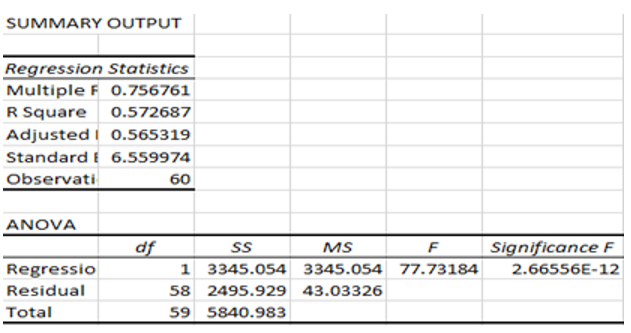 SUMMARY OUTPUT
Regression Statistics
Multiple F 0.756761
R Square 0.572687
Adjusted 0.565319
Standard E 6.559974
Observati 60
ANOVA
df SS MS F Significance F
Regressio 1 3345.054 3345.054 77.73184 2.66556E-12
Residual 58 2495.929 43.03326
Total 59 5840.983